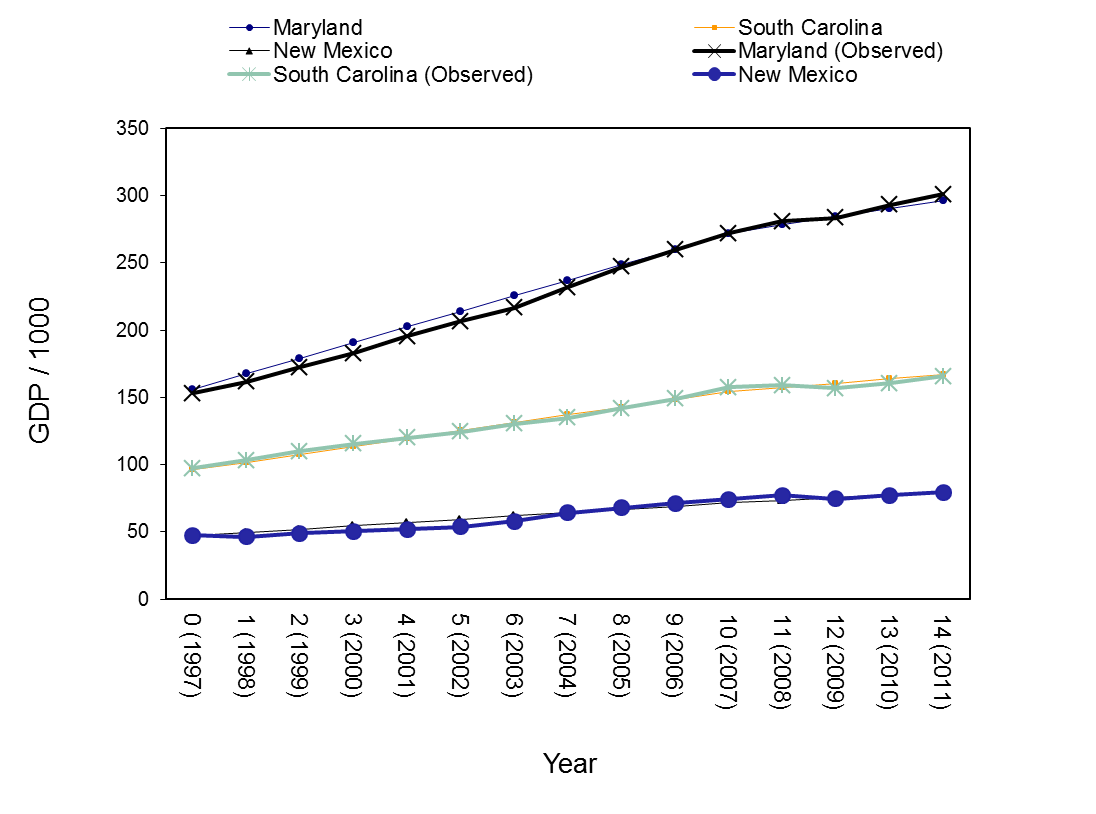 Maryland
South Carolina
New Mexico
Maryland (Observed)
South Carolina (Observed)
New Mexico
350
300
250
200
150
100
50
0
GDP / 1000
0 (1997)
1 (1998)
2 (1999)
3 (2000)
4 (2001)
5 (2002)
6 (2003)
7 (2004)
8 (2005)
9 (2006)
10 (2007)
11 (2008)
12 (2009)
13 (2010)
14 (2011)
Year